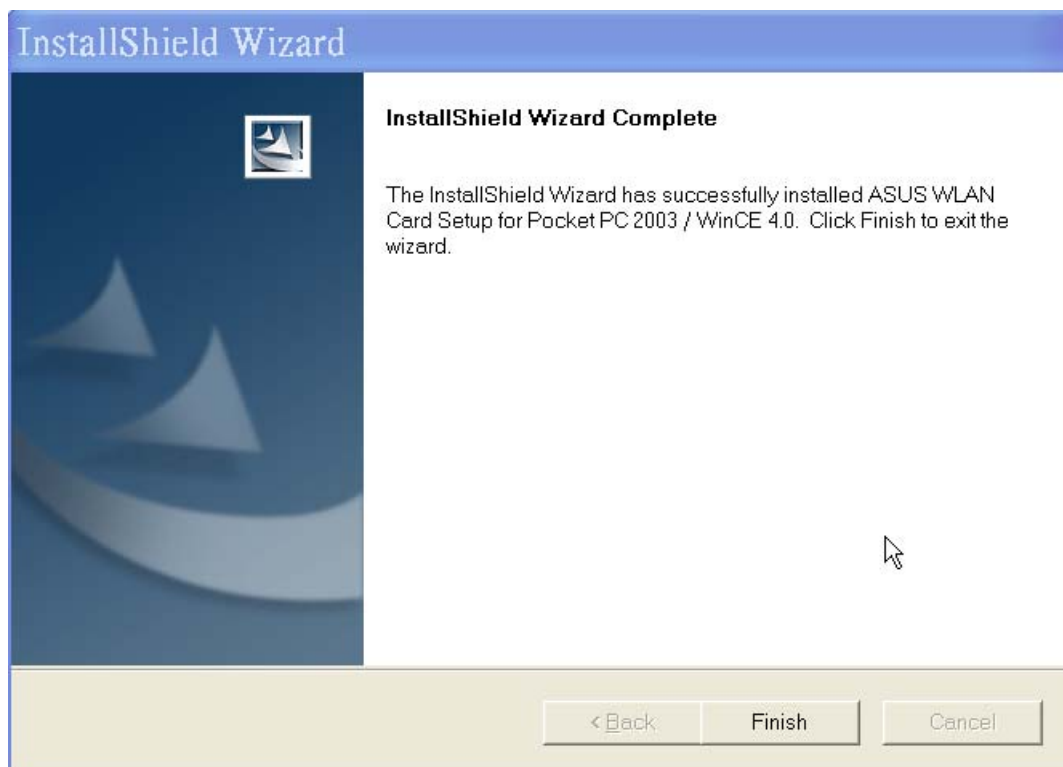 InstallShield Wizard
InstallShield Wizard Complete
The InstallShield Wizard has successfully installed ASUS WLAN
Card Setup for Pocket PC 2003 / WinCE 4.0. Click Finish to exit the
wizard.
< Back
Finish
Cancel